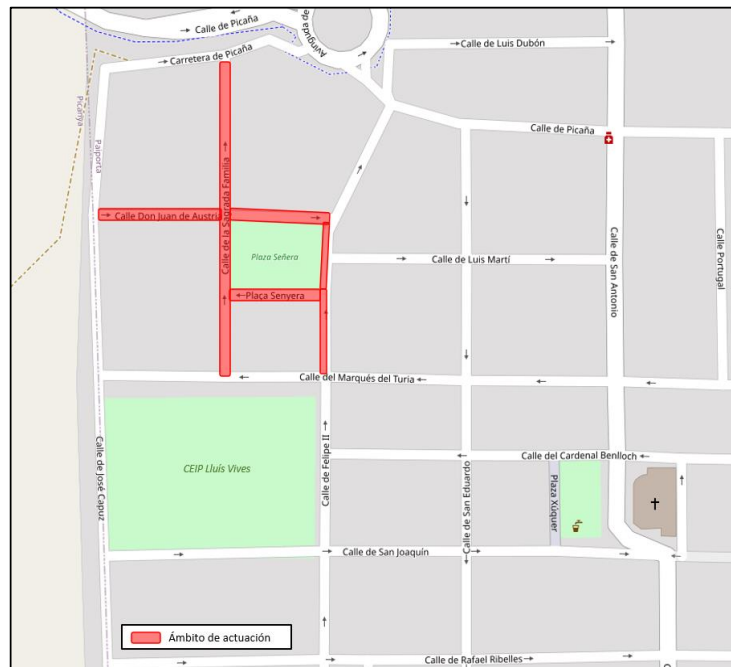 Calle de Picaña
Avinguda de
Calle de Luis Dubón
Carretera de Picaña
Picanya
Paiporta
Calle de Picaña
Calle de la Sagrada Familia
Calle Don Juan de Austria
Plaza Señera
Calle de Luis Martí
Calle de San Antonio
Calle Portugal
Plaça Senyera
Calle del Marqués del Turia
CEIP Lluís Vives
Calle de José Capuz
Calle de Felipe II
Calle del Cardenal Benlloch
Calle de San Eduardo
Plaza Xúquer
Calle de San Joaquín
Ámbito de actuación
Calle de Rafael Ribelles